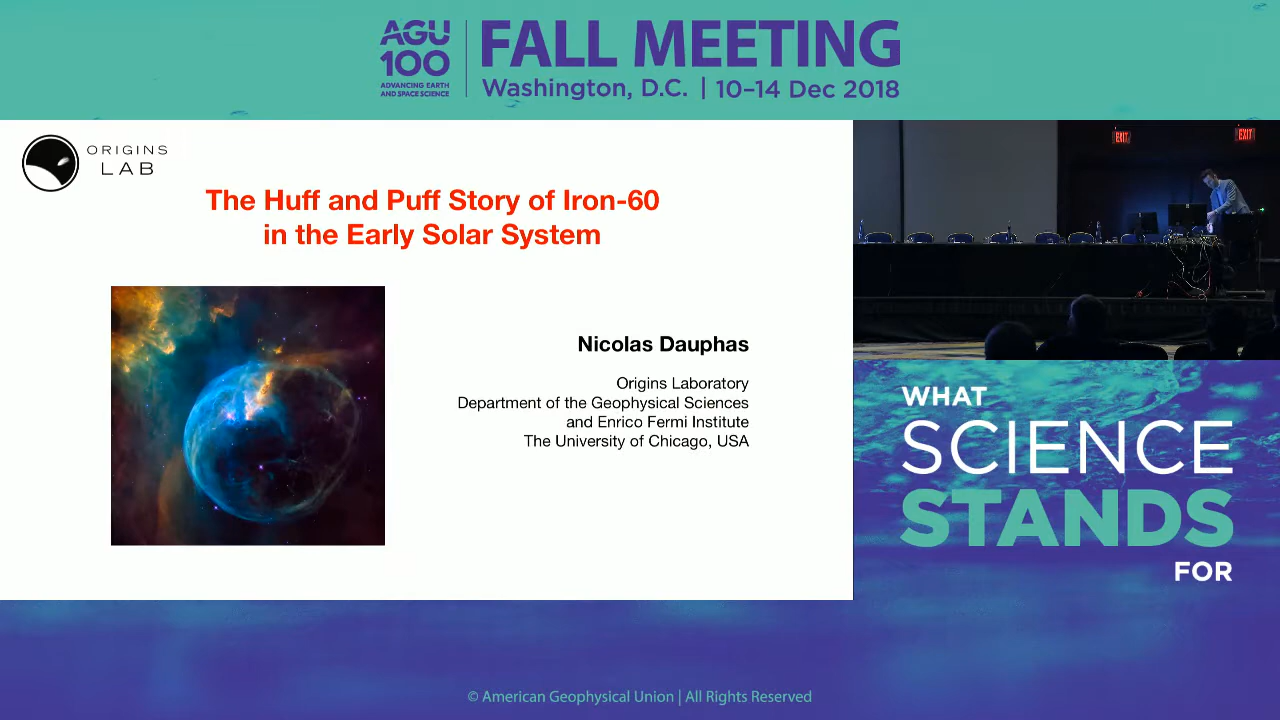 AGU
100
ADVANCING EARTH
AND SPACE SCIENCE
FALL MEETING
Washington, D.C. | 10–14 Dec 2018
ORIGINS
LAB
The Huff and Puff Story of Iron-60
in the Early Solar System
Nicolas Dauphas
Origins Laboratory
Department of the Geophysical Sciences
and Enrico Fermi Institute
The University of Chicago, USA
EXIT
EXIT
WHAT
SCIENCE
STANDS
FOR
© American Geophysical Union | All Rights Reserved